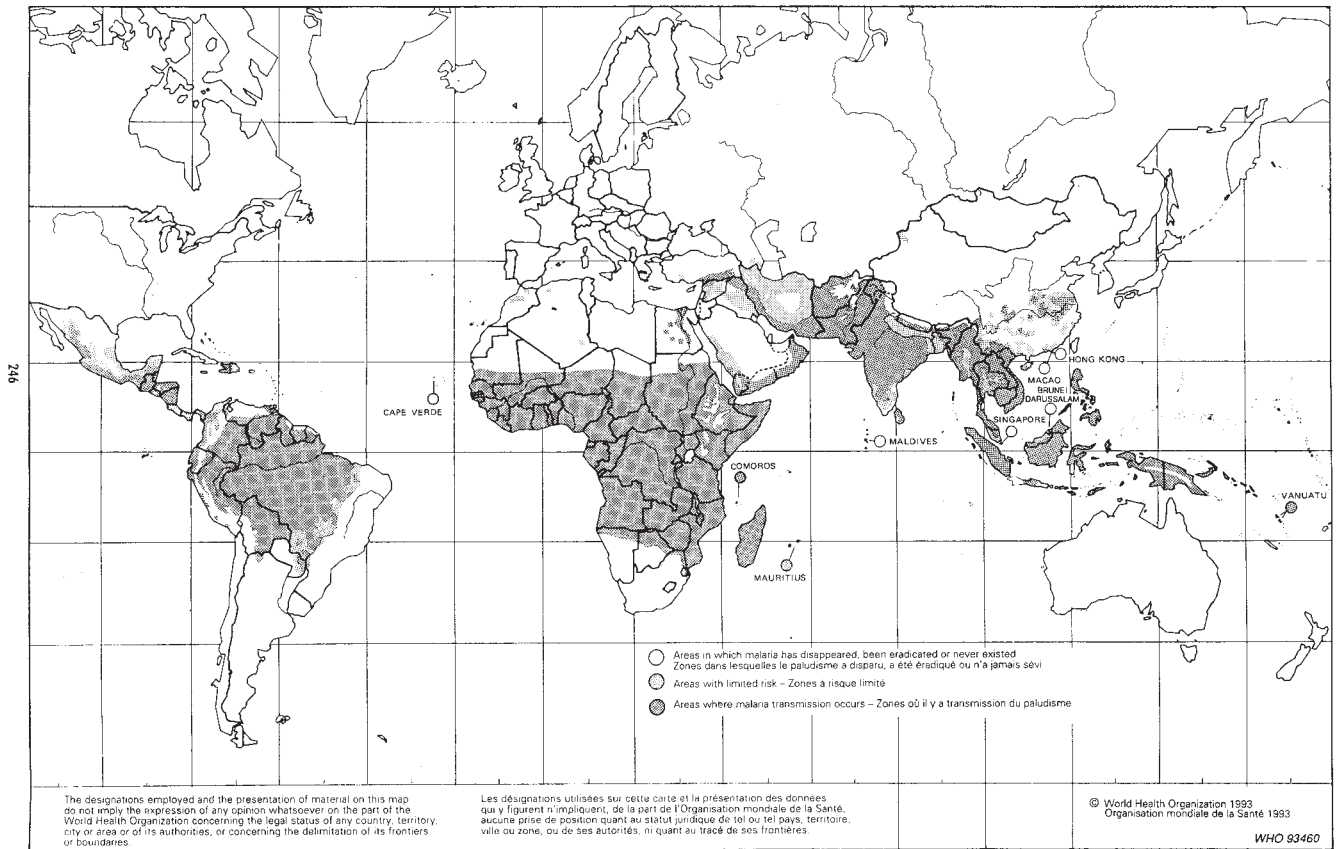 246
CAPE VERDE
COMOROS
MAURITIUS
MALDIVES
SINGAPORE
HONG KONG
MACAO
BRUNEI
DARUSSALAM
VANUATU
Areas in which malaria has disappeared, been eradicated or never existed
Zones dans lesquelles le paludisme a disparu, a été éradiqué ou n'a jamais sévi
Areas with limited risk – Zones à risque limité
Areas where malaria transmission occurs – Zones où il y a transmission du paludisme
The designations employed and the presentation of material on this map
do not imply the expression of any opinion whatsoever on the part of the
World Health Organization concerning the legal status of any country, territory,
city or area or of its authorities, or concerning the delimitation of its frontiers
or boundaries.
Les désignations utilisées sur cette carte et la présentation des données
qui y figurent n'impliquent, de la part de l'Organisation mondiale de la Santé,
aucune prise de position quant au statut juridique de tel ou tel pays, territoire,
ville ou zone, ou de ses autorités, ni quant au tracé de ses frontières.
© World Health Organization 1993
Organisation mondiale de la Santé 1993
WHO 93460